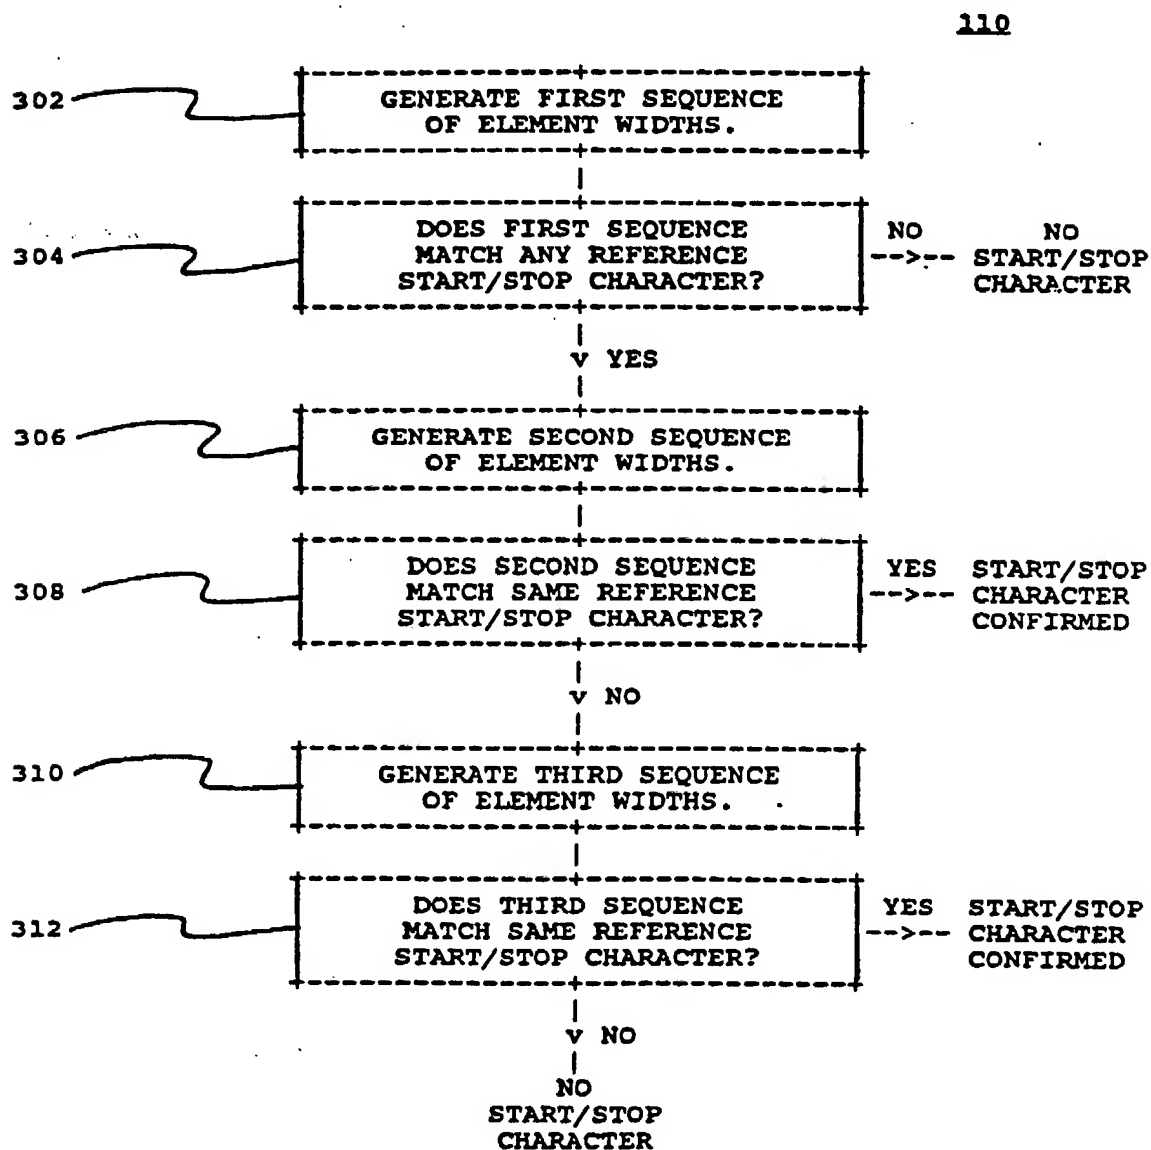 110
302
GENERATE FIRST SEQUENCE
OF ELEMENT WIDTHS.
304
DOES FIRST SEQUENCE
MATCH ANY REFERENCE
START/STOP CHARACTER?
NO
-->--
NO
START/STOP
CHARACTER
v YES
306
GENERATE SECOND SEQUENCE
OF ELEMENT WIDTHS.
308
DOES SECOND SEQUENCE
MATCH SAME REFERENCE
START/STOP CHARACTER?
YES
-->--
START/STOP
CHARACTER
CONFIRMED
v NO
310
GENERATE THIRD SEQUENCE
OF ELEMENT WIDTHS.
312
DOES THIRD SEQUENCE
MATCH SAME REFERENCE
START/STOP CHARACTER?
YES
-->--
START/STOP
CHARACTER
CONFIRMED
v NO
NO
START/STOP
CHARACTER